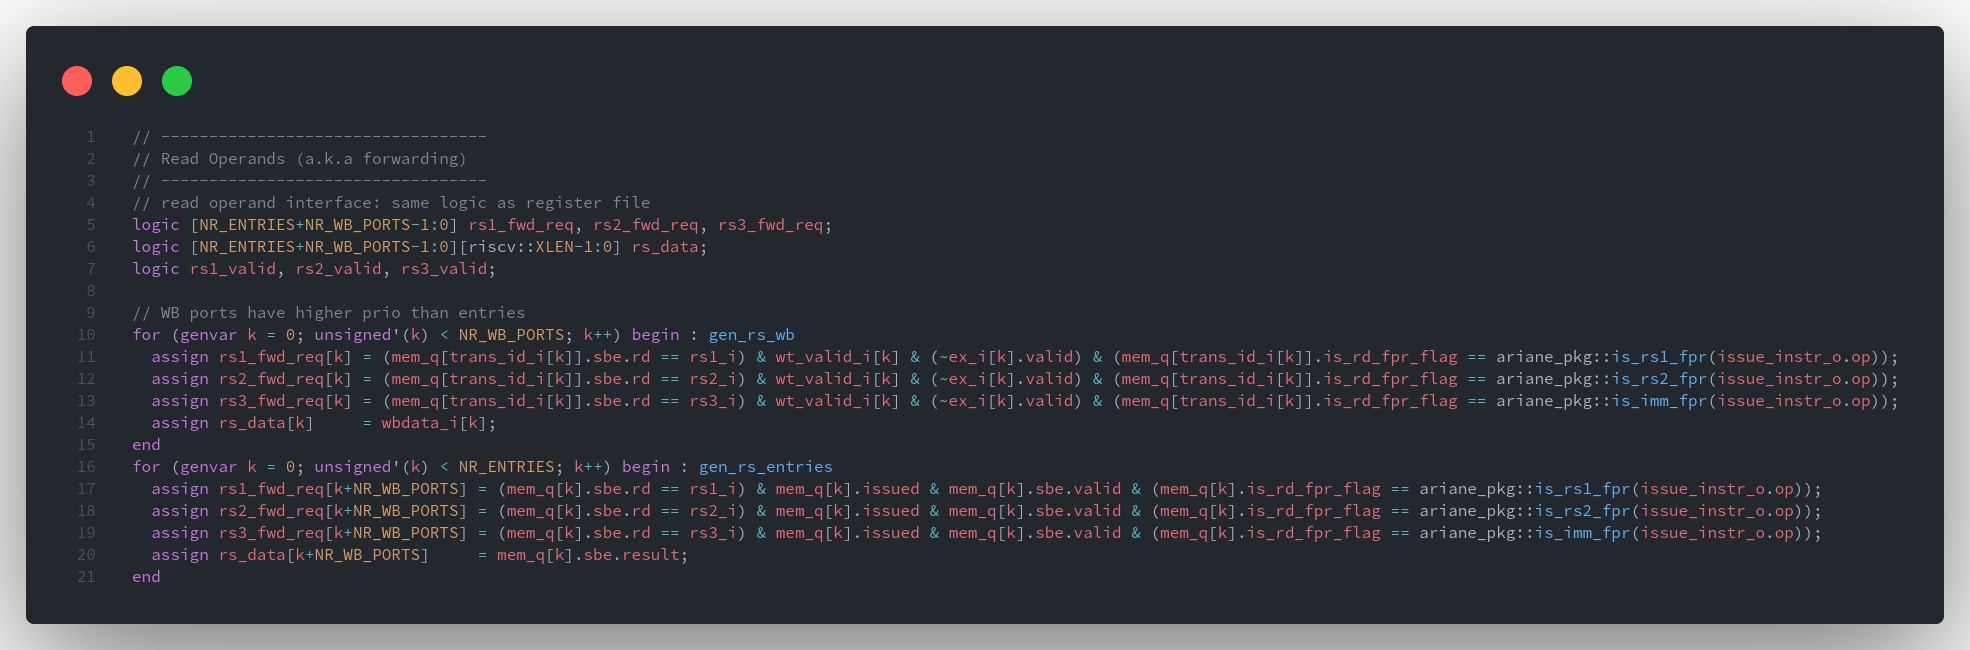 1 // ----------------------------------
2 // Read Operands (a.k.a forwarding)
3 // ----------------------------------
4 // read operand interface: same logic as register file
5 logic [NR_ENTRIES+NR_WB_PORTS-1:0] rs1_fwd_req, rs2_fwd_req, rs3_fwd_req;
6 logic [NR_ENTRIES+NR_WB_PORTS-1:0][riscv::XLEN-1:0] rs_data;
7 logic rs1_valid, rs2_valid, rs3_valid;
8
9 // WB ports have higher prio than entries
10 for (genvar k = 0; unsigned'(k) < NR_WB_PORTS; k++) begin : gen_rs_wb
11   assign rs1_fwd_req[k] = (mem_q[trans_id_i[k]].sbe.rd == rs1_i) & wt_valid_i[k] & (~ex_i[k].valid) & (mem_q[trans_id_i[k]].is_rd_fpr_flag == ariane_pkg::is_rs1_fpr(issue_instr_o.op));
12   assign rs2_fwd_req[k] = (mem_q[trans_id_i[k]].sbe.rd == rs2_i) & wt_valid_i[k] & (~ex_i[k].valid) & (mem_q[trans_id_i[k]].is_rd_fpr_flag == ariane_pkg::is_rs2_fpr(issue_instr_o.op));
13   assign rs3_fwd_req[k] = (mem_q[trans_id_i[k]].sbe.rd == rs3_i) & wt_valid_i[k] & (~ex_i[k].valid) & (mem_q[trans_id_i[k]].is_rd_fpr_flag == ariane_pkg::is_imm_fpr(issue_instr_o.op));
14   assign rs_data[k]     = wbdata_i[k];
15 end
16 for (genvar k = 0; unsigned'(k) < NR_ENTRIES; k++) begin : gen_rs_entries
17   assign rs1_fwd_req[k+NR_WB_PORTS] = (mem_q[k].sbe.rd == rs1_i) & mem_q[k].issued & mem_q[k].sbe.valid & (mem_q[k].is_rd_fpr_flag == ariane_pkg::is_rs1_fpr(issue_instr_o.op));
18   assign rs2_fwd_req[k+NR_WB_PORTS] = (mem_q[k].sbe.rd == rs2_i) & mem_q[k].issued & mem_q[k].sbe.valid & (mem_q[k].is_rd_fpr_flag == ariane_pkg::is_rs2_fpr(issue_instr_o.op));
19   assign rs3_fwd_req[k+NR_WB_PORTS] = (mem_q[k].sbe.rd == rs3_i) & mem_q[k].issued & mem_q[k].sbe.valid & (mem_q[k].is_rd_fpr_flag == ariane_pkg::is_imm_fpr(issue_instr_o.op));
20   assign rs_data[k+NR_WB_PORTS]     = mem_q[k].sbe.result;
21 end